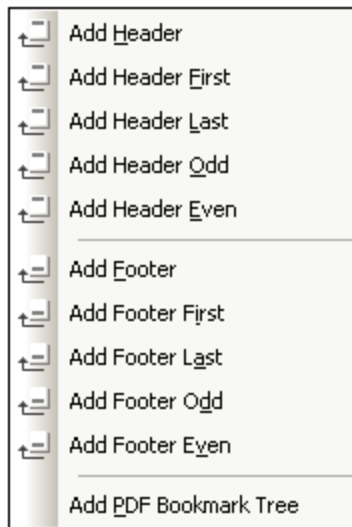 Add Header
Add Header First
Add Header Last
Add Header Odd
Add Header Even
Add Footer
Add Footer First
Add Footer Last
Add Footer Odd
Add Footer Even
Add PDF Bookmark Tree